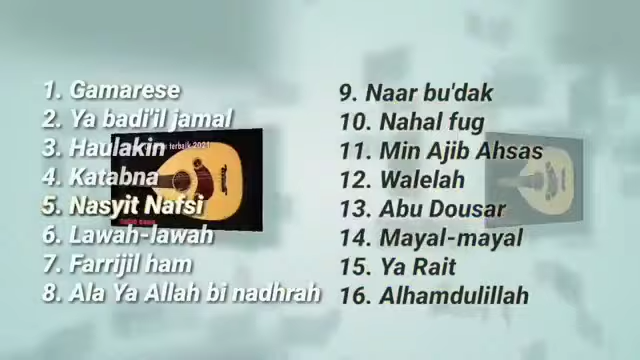 1. Gamarese
2. Ya badi'il jamal
3. Haulakin
terbaik 2021
4. Katabna
5. Nasyit Nafsi
6. Lawah-lawah
7. Farrijil ham
8. Ala Ya Allah bi nadhrah
9. Naar bu'dak
10. Nahal fug
11. Min Ajib Ahsas
12. Walelah
13. Abu Dousar
14. Mayal-mayal
15. Ya Rait
16. Alhamdulillah